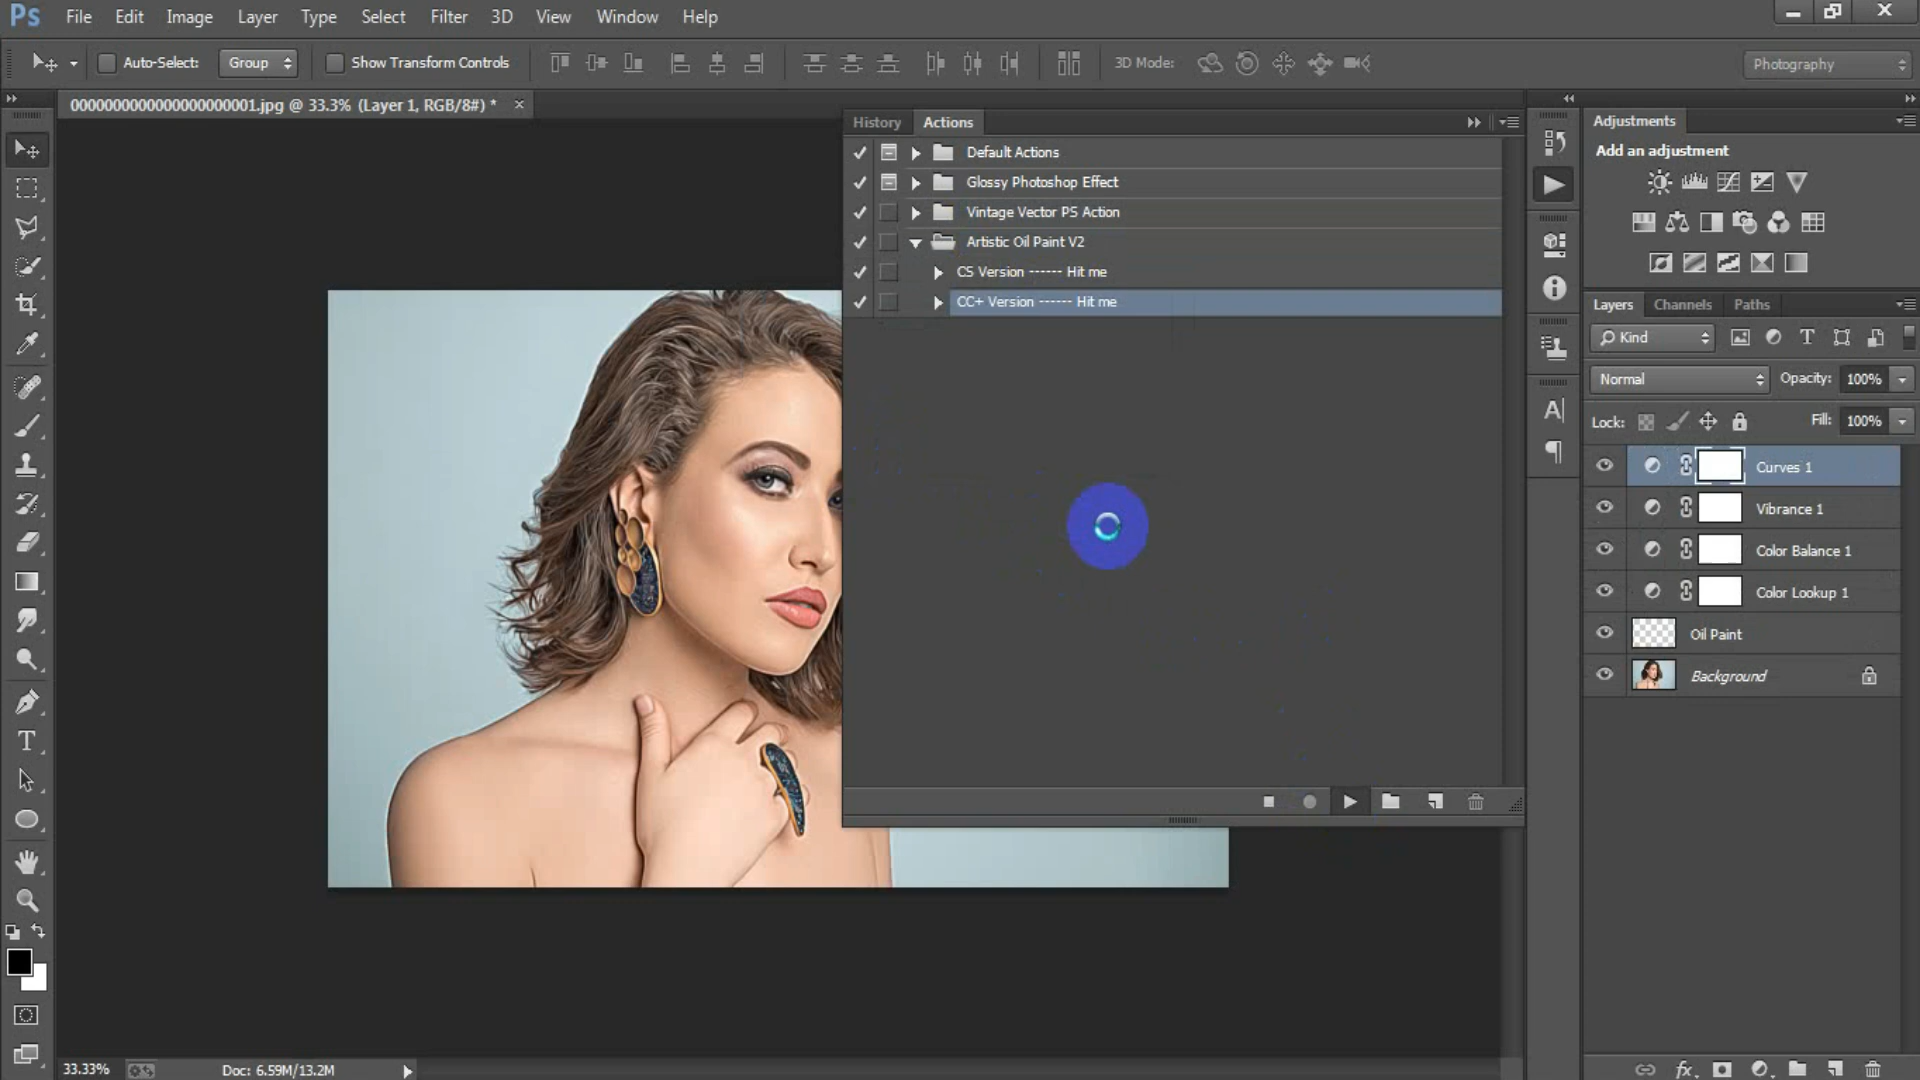 Ps File Edit Image Layer Type Select Filter 3D View Window Help
Auto-Select: Group Show Transform Controls 3D Mode: Photography
0000000000000000000001.jpg @ 33.3% (Layer 1, RGB/8#) *
History Actions
Default Actions
Glossy Photoshop Effect
Vintage Vector PS Action
Artistic Oil Paint V2
CS Version ------ Hit me
CC+ Version ------ Hit me
Adjustments
Add an adjustment
Layers Channels Paths
Kind
Normal Opacity: 100%
Lock: Fill: 100%
Curves 1
Vibrance 1
Color Balance 1
Color Lookup 1
Oil Paint
Background
33.33% Doc: 6.59M/13.2M